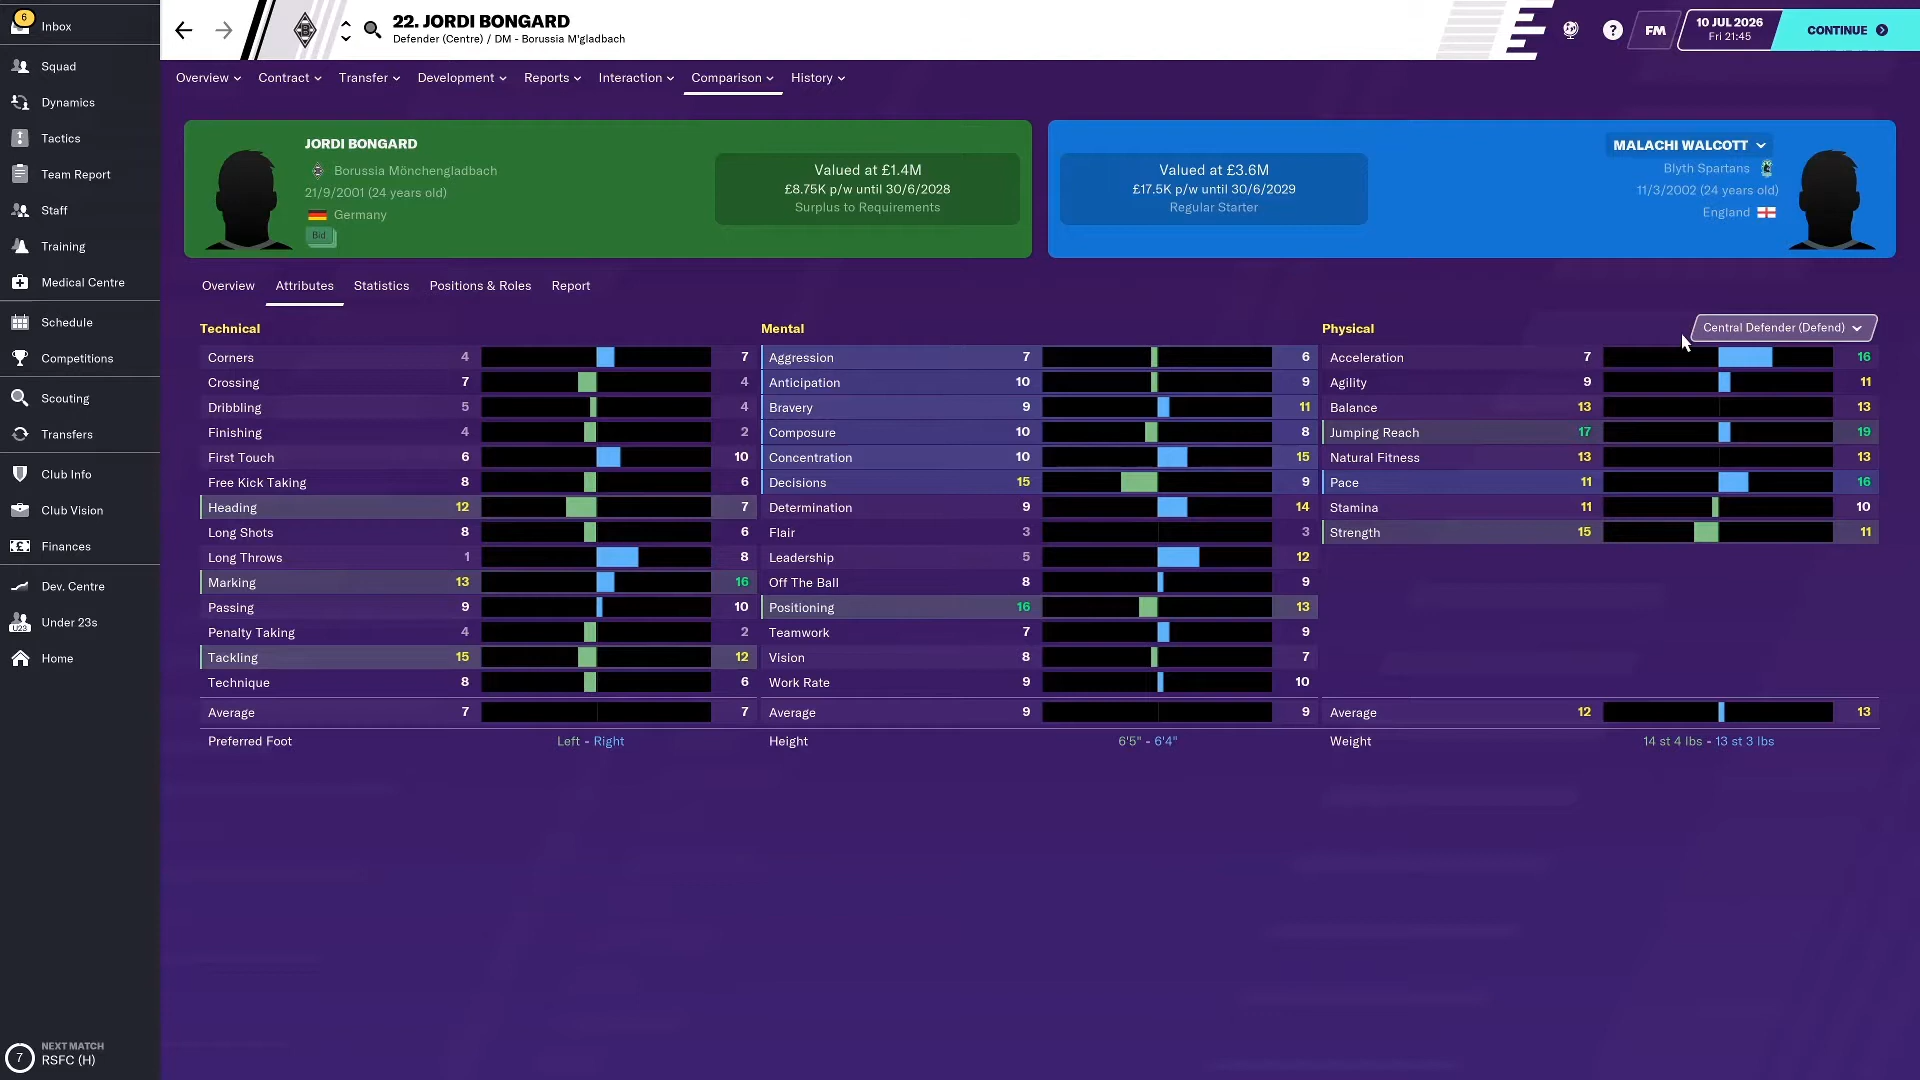 6
Inbox
Squad
Dynamics
Tactics
Team Report
Staff
Training
Medical Centre
Schedule
Competitions
Scouting
Transfers
Club Info
Club Vision
Finances
Dev. Centre
U23
Under 23s
Home
7
NEXT MATCH
RSFC (H)
22. JORDI BONGARD
Defender (Centre) / DM - Borussia M'gladbach
?
FM
10 JUL 2026
Fri 21:45
CONTINUE
Overview Contract Transfer Development Reports Interaction Comparison History
JORDI BONGARD
Borussia Mönchengladbach
21/9/2001 (24 years old)
Germany
Bid
Valued at £1.4M
£8.75K p/w until 30/6/2028
Surplus to Requirements
Valued at £3.6M
£17.5K p/w until 30/6/2029
Regular Starter
MALACHI WALCOTT
Blyth Spartans
11/3/2002 (24 years old)
England
Overview Attributes Statistics Positions & Roles Report
Technical
Corners 4 7
Crossing 7 4
Dribbling 5 4
Finishing 4 2
First Touch 6 10
Free Kick Taking 8 6
Heading 12 7
Long Shots 8 6
Long Throws 1 8
Marking 13 16
Passing 9 10
Penalty Taking 4 2
Tackling 15 12
Technique 8 6
Average 7 7
Preferred Foot Left - Right
Mental
Aggression 7 6
Anticipation 10 9
Bravery 9 11
Composure 10 8
Concentration 10 15
Decisions 15 9
Determination 9 14
Flair 3 3
Leadership 5 12
Off The Ball 8 9
Positioning 16 13
Teamwork 7 9
Vision 8 7
Work Rate 9 10
Average 9 9
Height 6'5" - 6'4"
Physical
Central Defender (Defend)
Acceleration 7 16
Agility 9 11
Balance 13 13
Jumping Reach 17 19
Natural Fitness 13 13
Pace 11 16
Stamina 11 10
Strength 15 11
Average 12 13
Weight 14 st 4 lbs - 13 st 3 lbs